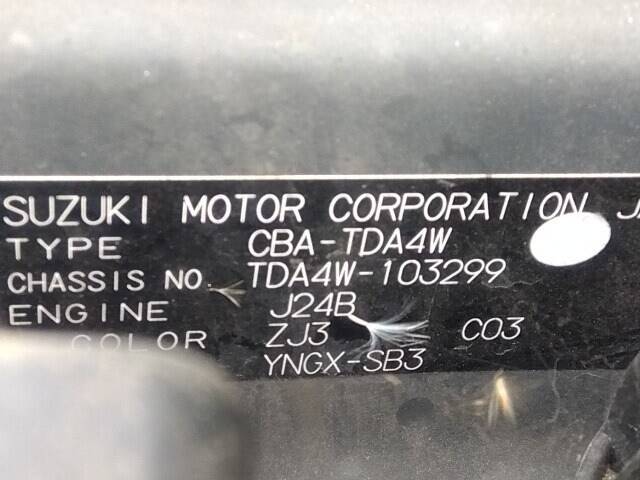 SUZUKI MOTOR CORPORATION
TYPE CBA-TDA4W
CHASSIS NO. TDA4W-103299
ENGINE J24B
COLOR ZJ3 C03
YNGX-SB3